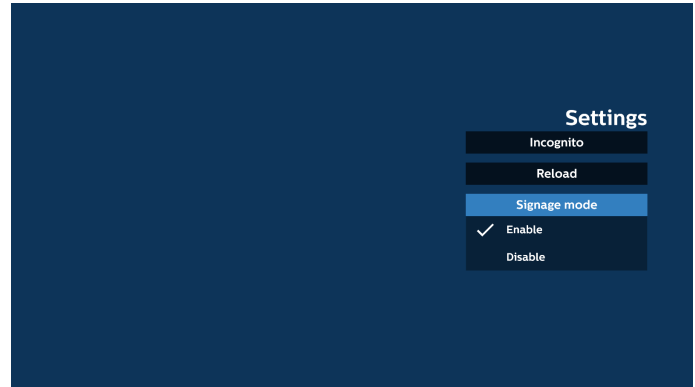 Settings
Incognito
Reload
Signage mode
Enable
Disable